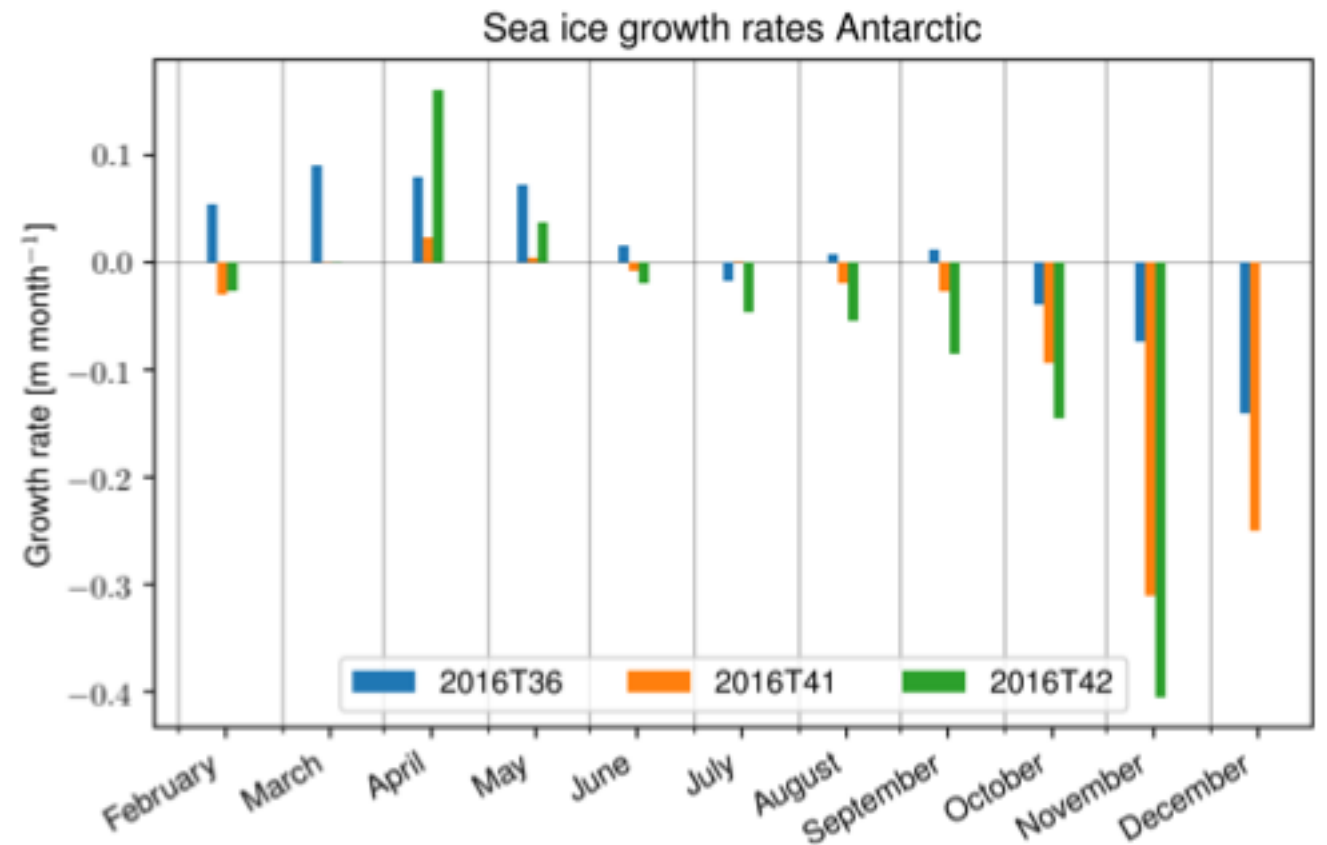 Sea ice growth rates Antarctic
Growth rate [m month⁻¹]
0.1
0.0
−0.1
−0.2
−0.3
−0.4
2016T36 2016T41 2016T42
February March April May June July August September October November December